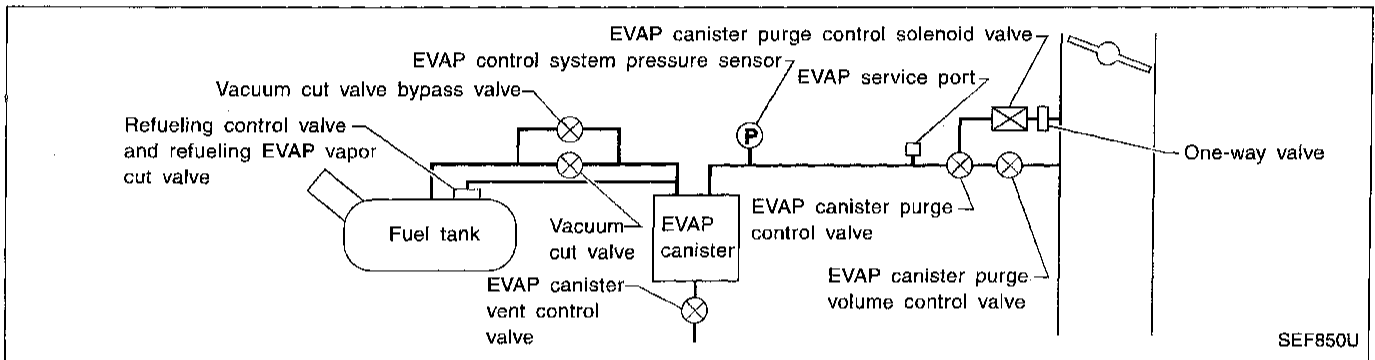 EVAP canister purge control solenoid valve
EVAP control system pressure sensor
EVAP service port
Vacuum cut valve bypass valve
Refueling control valve
and refueling EVAP vapor
cut valve
P
One-way valve
Fuel tank
Vacuum
cut valve
EVAP
canister
EVAP canister purge
control valve
EVAP canister
vent control
valve
EVAP canister purge
volume control valve
SEF850U